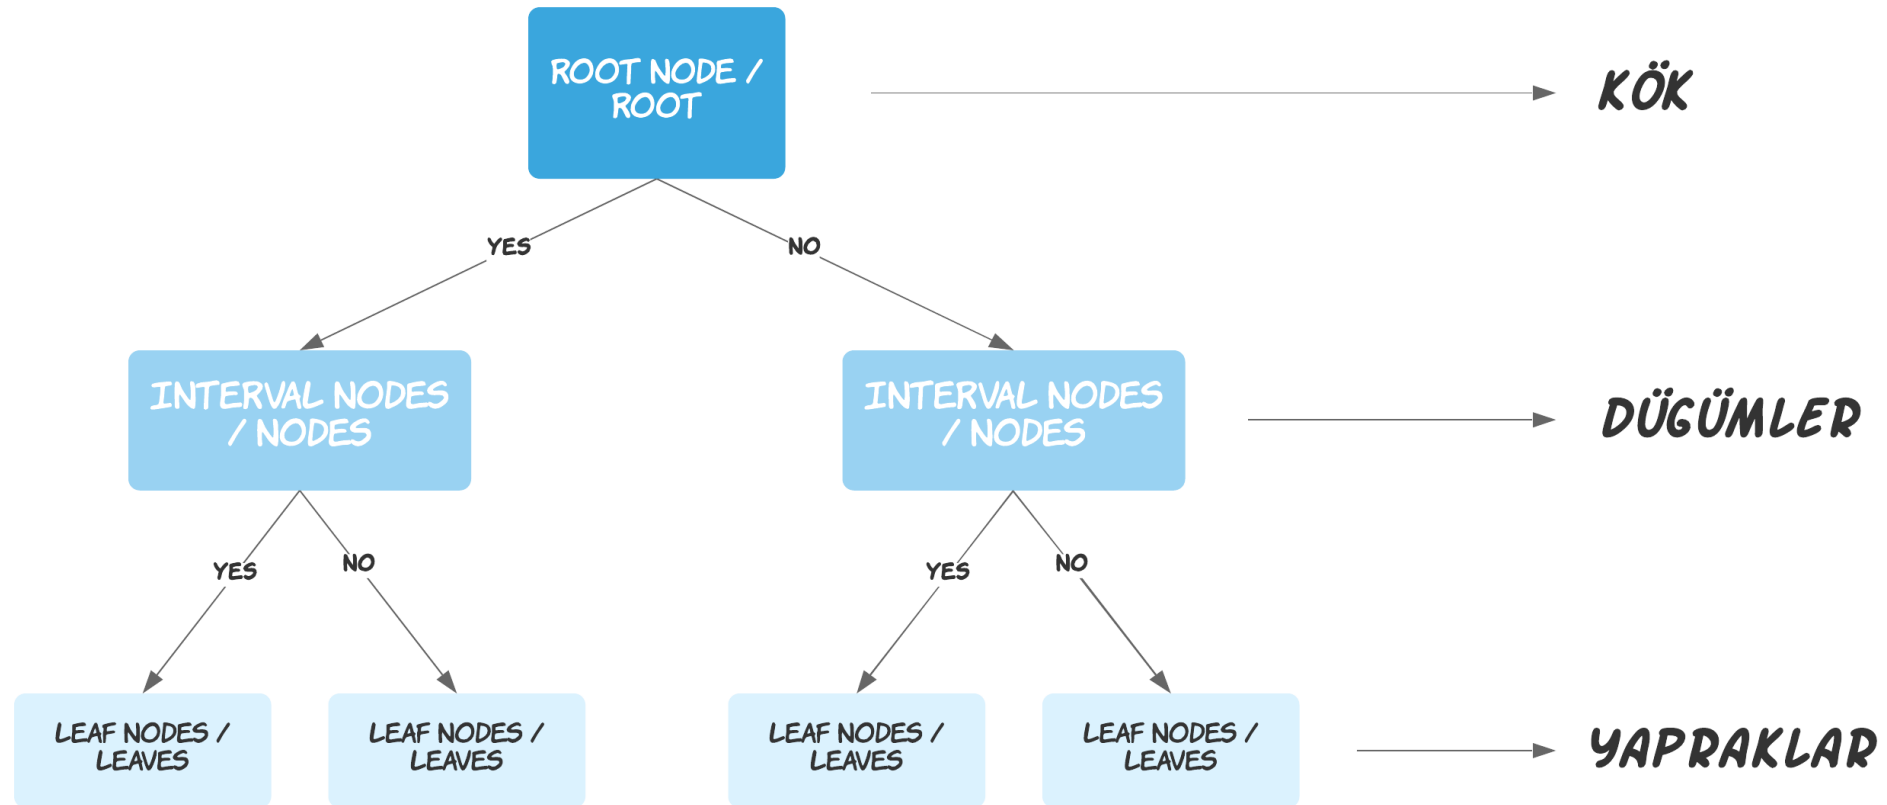 ROOT NODE /
ROOT
KÖK
YES
NO
INTERVAL NODES
/ NODES
INTERVAL NODES
/ NODES
DÜGÜMLER
YES
NO
YES
NO
LEAF NODES /
LEAVES
LEAF NODES /
LEAVES
LEAF NODES /
LEAVES
LEAF NODES /
LEAVES
YAPRAKLAR